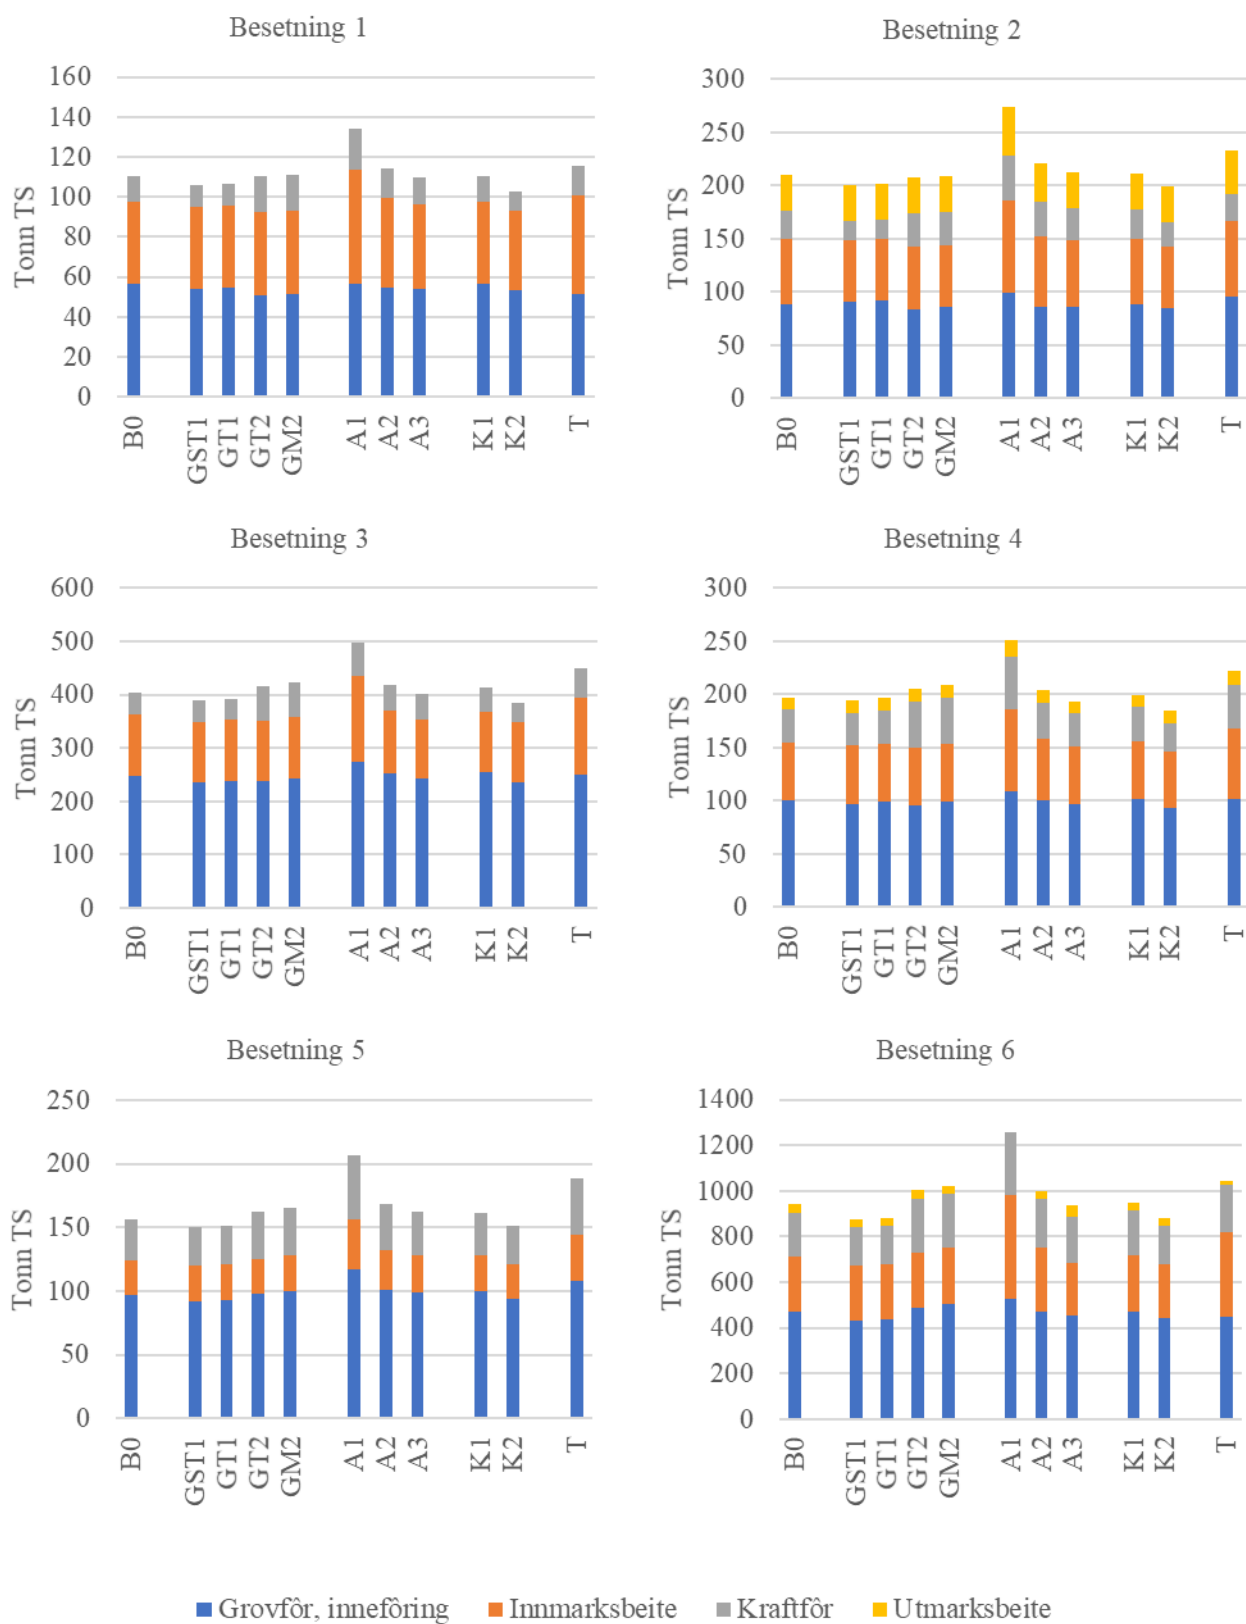 Besetning 1
Tonn TS
160
140
120
100
80
60
40
20
0
B0 GST1 GT1 GT2 GM2 A1 A2 A3 K1 K2 T
Besetning 2
Tonn TS
300
250
200
150
100
50
0
B0 GST1 GT1 GT2 GM2 A1 A2 A3 K1 K2 T
Besetning 3
Tonn TS
600
500
400
300
200
100
0
B0 GST1 GT1 GT2 GM2 A1 A2 A3 K1 K2 T
Besetning 4
Tonn TS
300
250
200
150
100
50
0
B0 GST1 GT1 GT2 GM2 A1 A2 A3 K1 K2 T
Besetning 5
Tonn TS
250
200
150
100
50
0
B0 GST1 GT1 GT2 GM2 A1 A2 A3 K1 K2 T
Besetning 6
Tonn TS
1400
1200
1000
800
600
400
200
0
B0 GST1 GT1 GT2 GM2 A1 A2 A3 K1 K2 T
Grovfôr, inneföring Innmarksbeite Kraftfôr Utmarksbeite